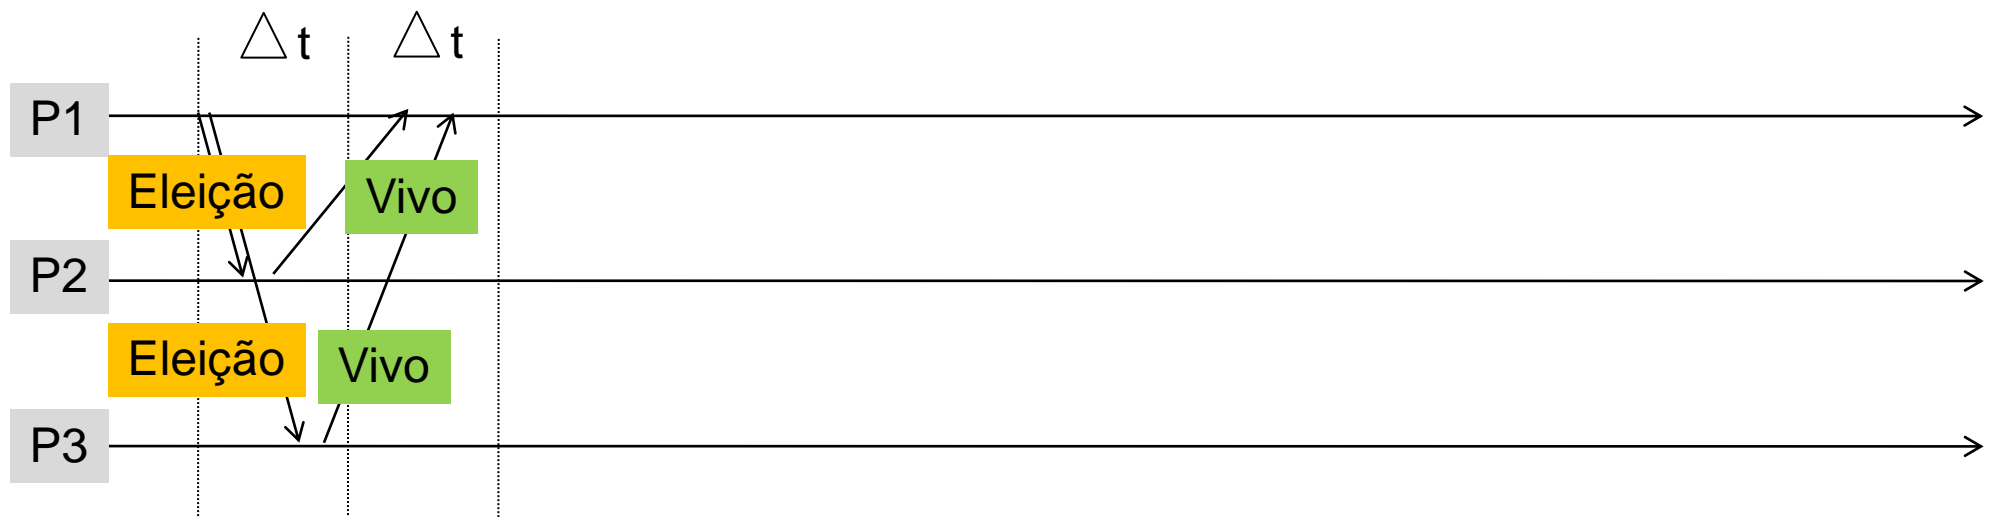 △ t
△ t
P1
Eleição
Vivo
P2
Eleição
Vivo
P3